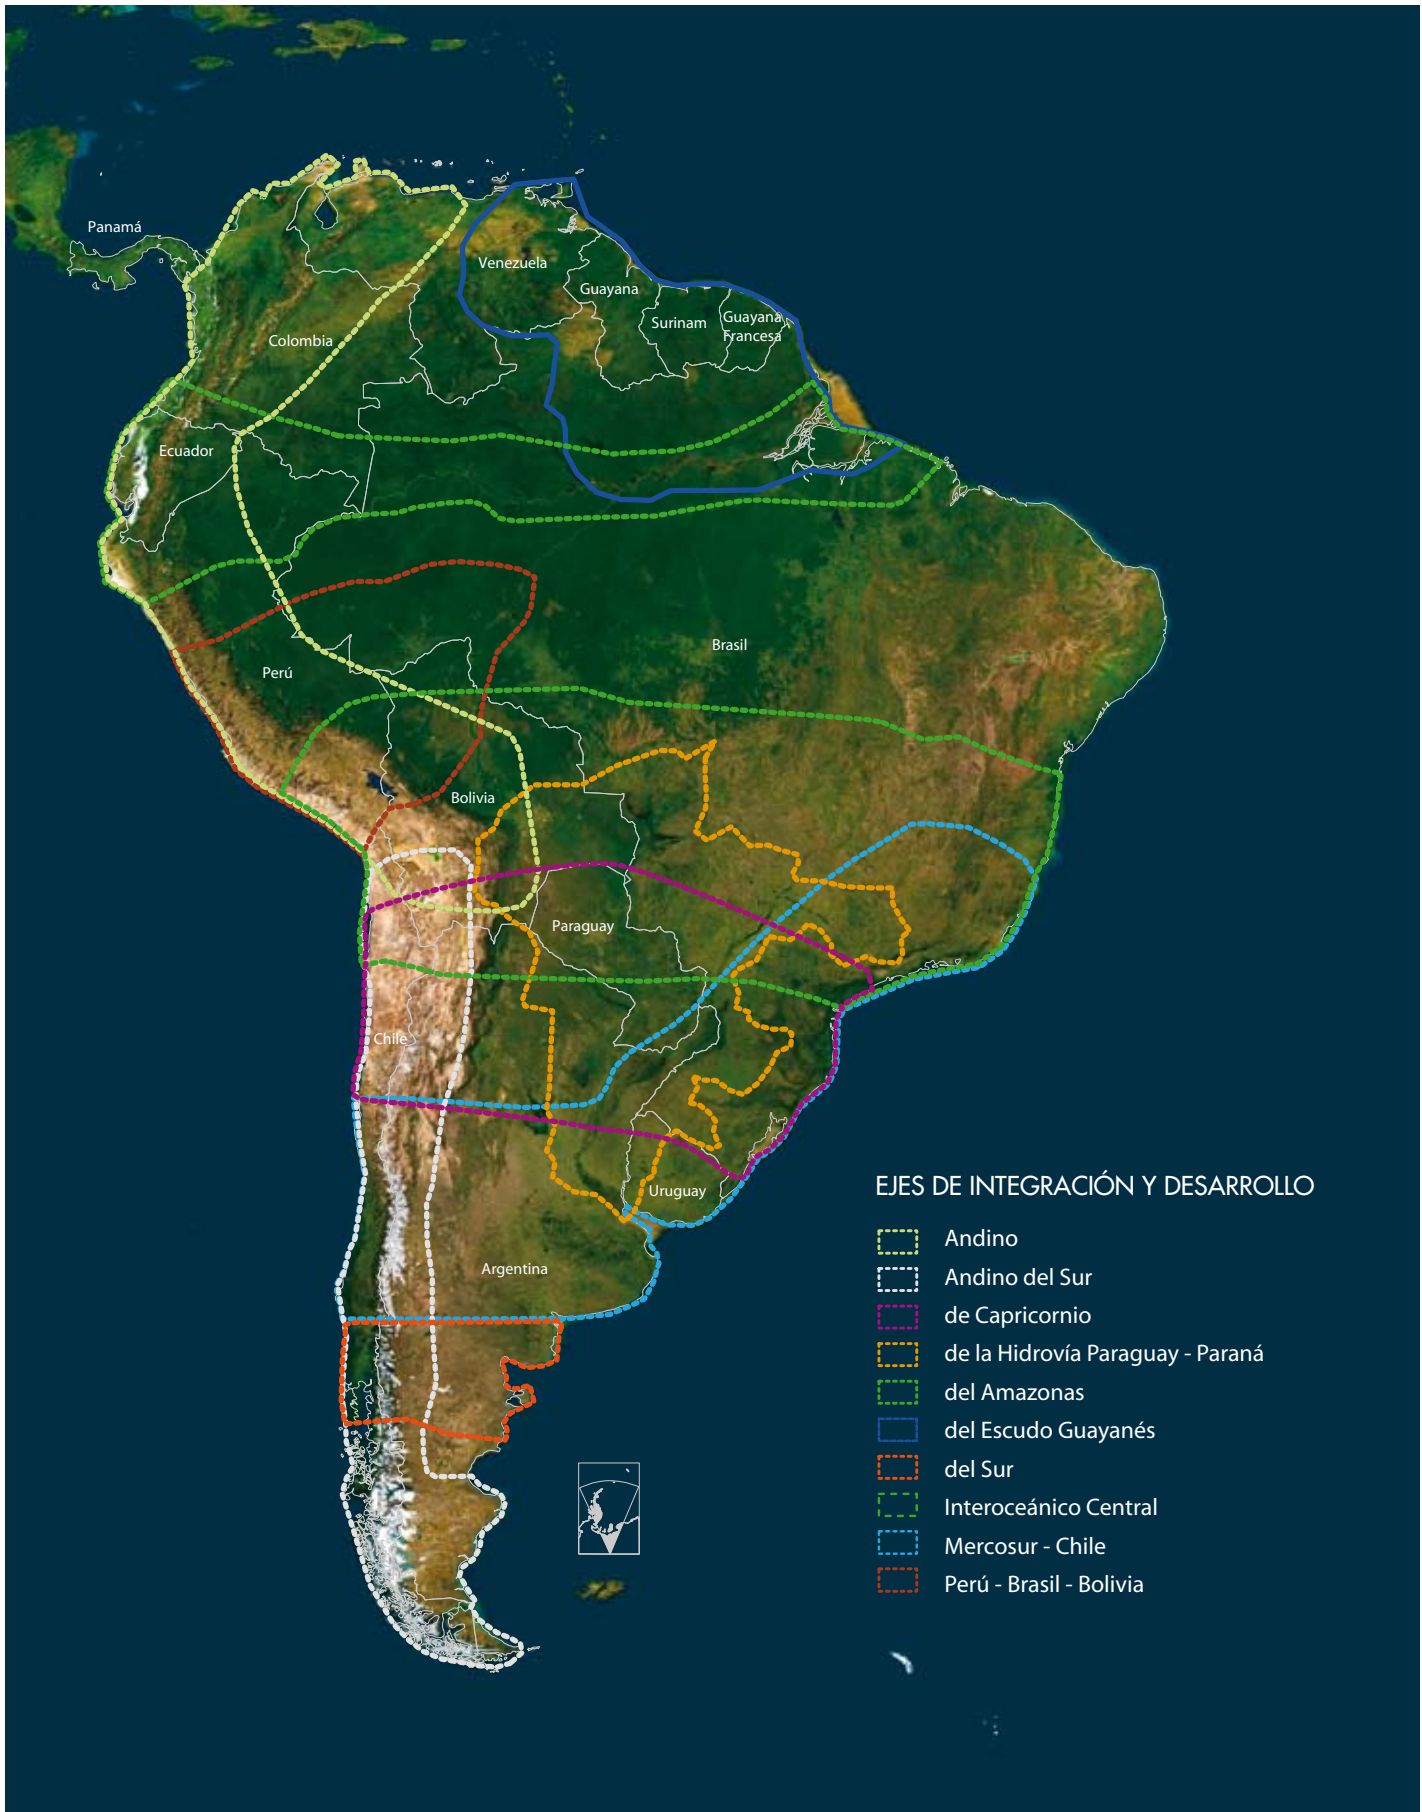 Panamá
Venezuela
Guayana
Surinam
Guayana
Francesa
Colombia
Ecuador
Brasil
Perú
Bolivia
Paraguay
Chile
Uruguay
Argentina
EJES DE INTEGRACIÓN Y DESARROLLO
Andino
Andino del Sur
de Capricornio
de la Hidrovía Paraguay - Paraná
del Amazonas
del Escudo Guayanés
del Sur
Interoceánico Central
Mercosur - Chile
Perú - Brasil - Bolivia